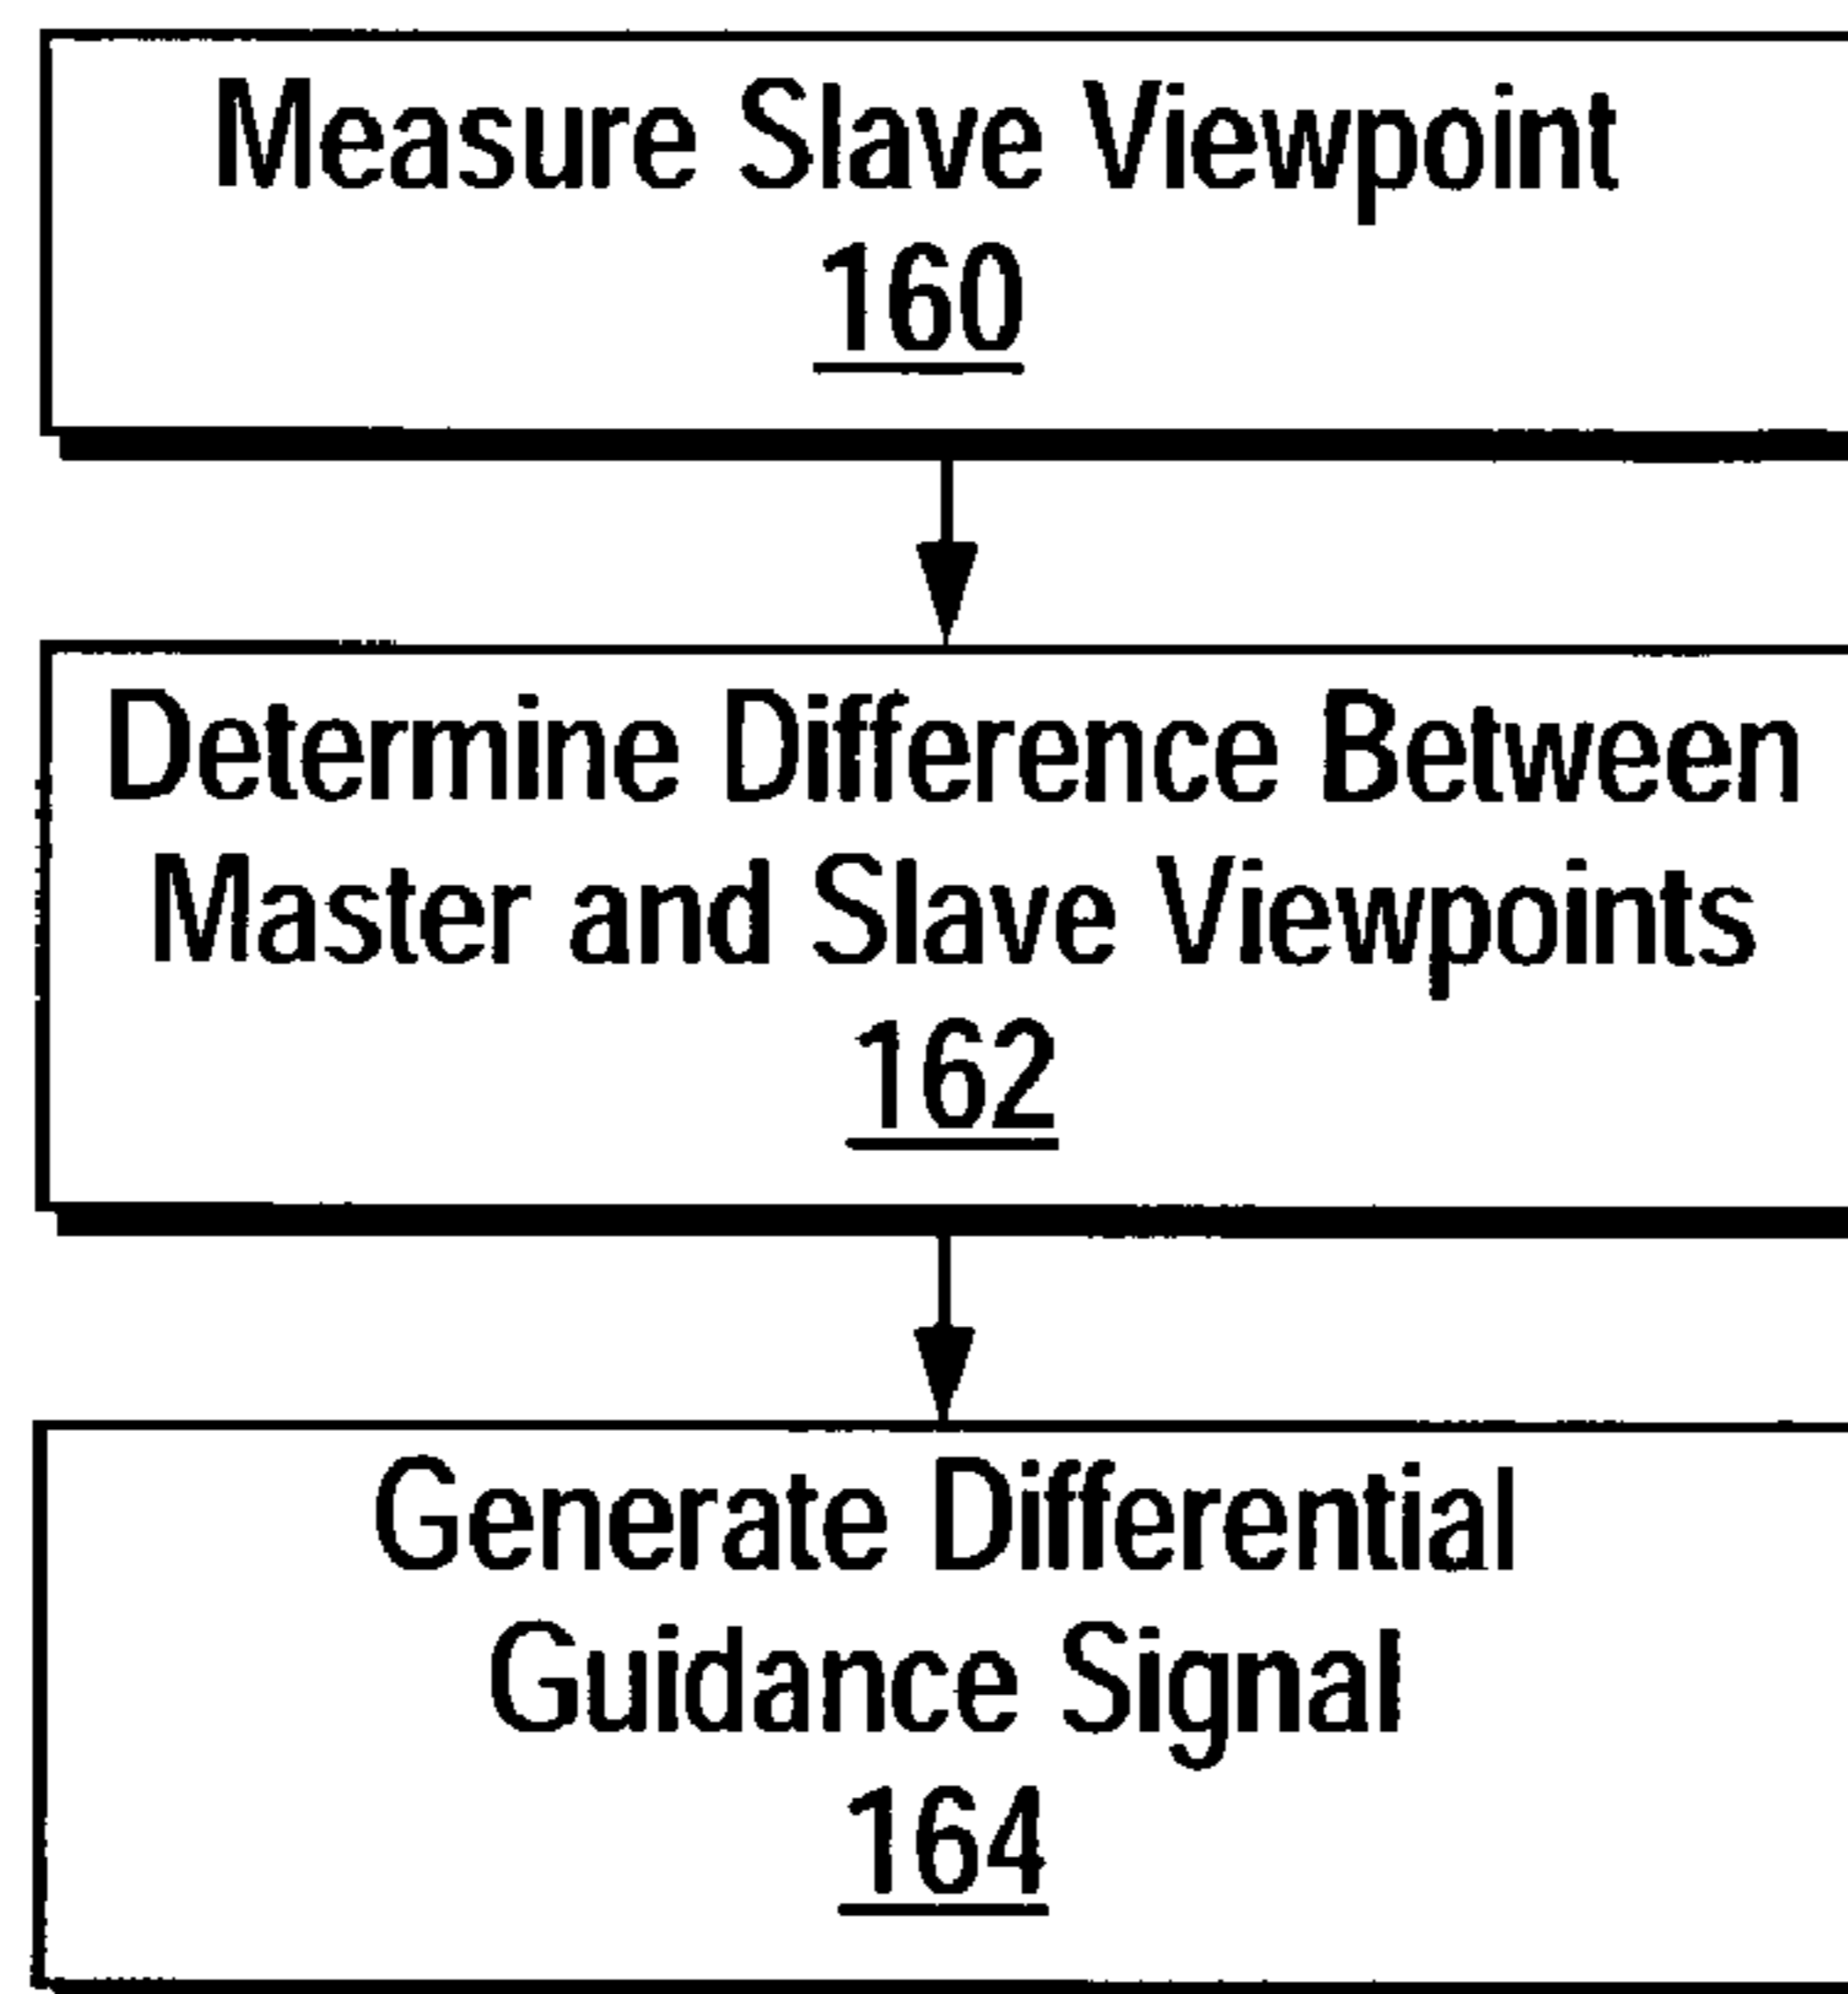 Measure Slave Viewpoint
160
Determine Difference Between
Master and Slave Viewpoints
162
Generate Differential
Guidance Signal
164